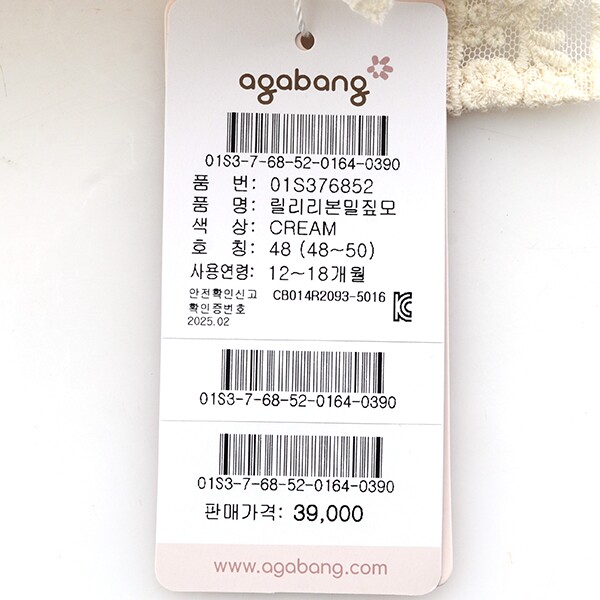 agabang
01S3-7-68-52-0164-0390
품 번: 01S376852
품 명: 릴리리본밀짚모
색 상: CREAM
호 칭: 48 (48~50)
사용연령: 12~18개월
안전확인신고 CB014R2093-5016
확인증번호
2025.02
01S3-7-68-52-0164-0390
01S3-7-68-52-0164-0390
판매가격: 39,000
www.agabang.com